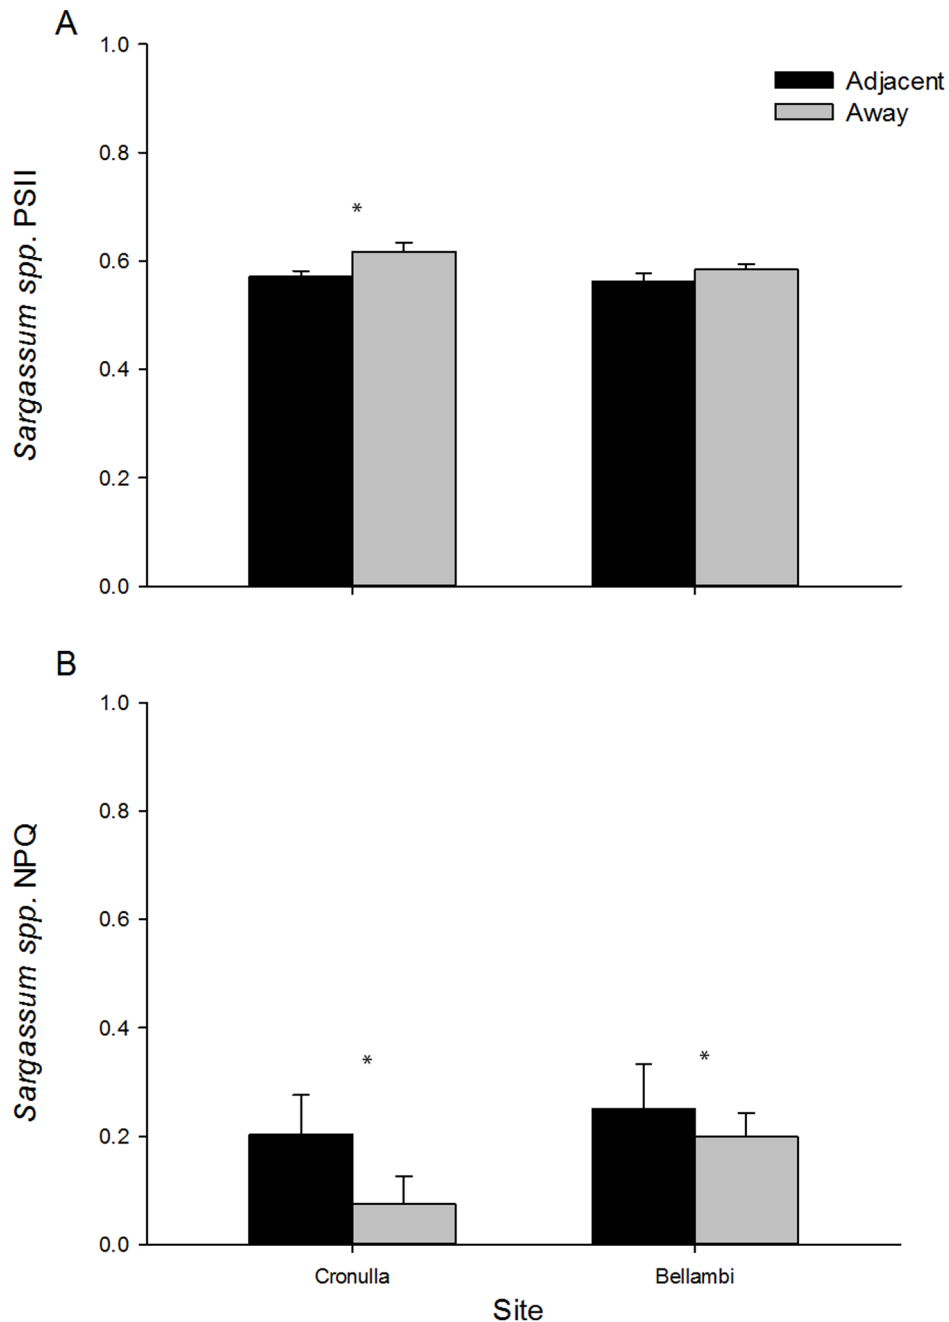 A
1.0
Adjacent
Away
0.8
*
0.6
0.4
0.2
0.0
Sargassum spp. PSII
B
1.0
0.8
0.6
0.4
* *
0.2
0.0
Sargassum spp. NPQ
Cronulla Bellambi
Site